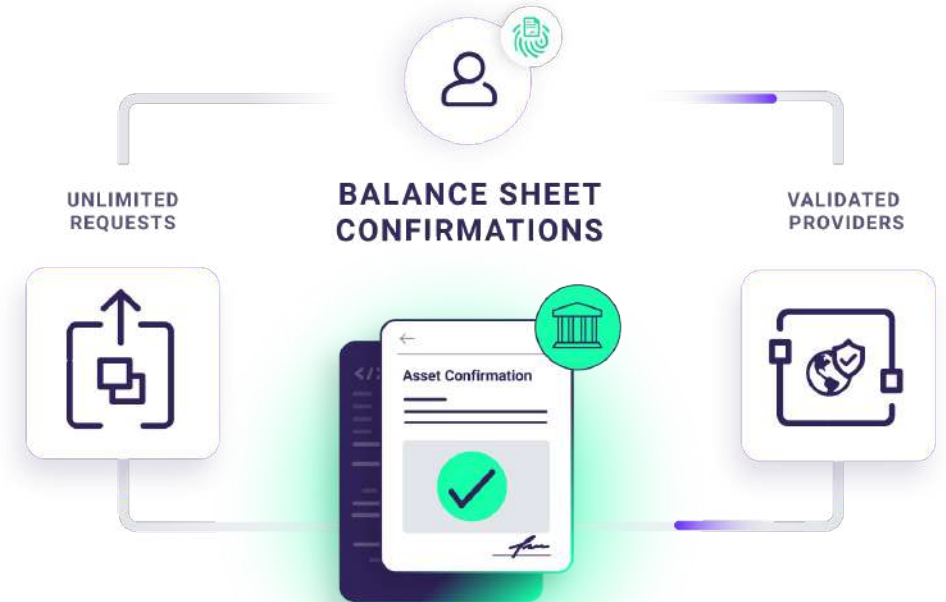 BALANCE SHEET
CONFIRMATIONS
UNLIMITED
REQUESTS
VALIDATED
PROVIDERS
</>
Asset Confirmation